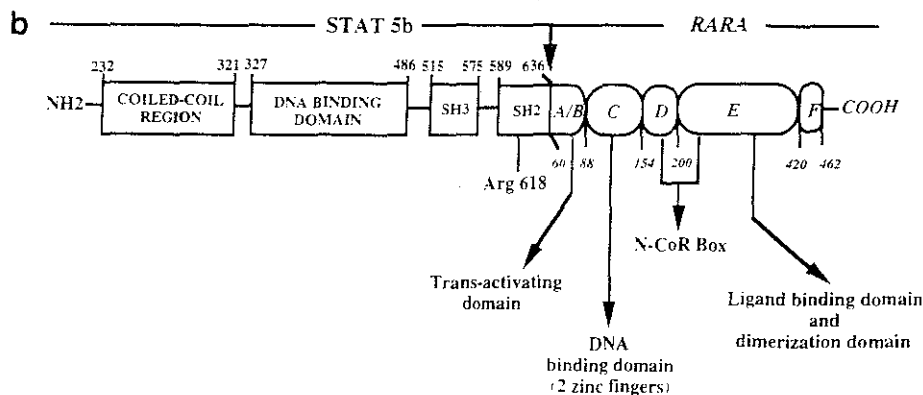 b
STAT 5b
RARA
232
321
327
486
515
575
589
636
NH2
COILED-COIL
REGION
DNA BINDING
DOMAIN
SH3
SH2
A/B
C
D
E
F
COOH
60
88
154
200
420
462
Arg 618
N-CoR Box
Trans-activating
domain
DNA
binding domain
(2 zinc fingers)
Ligand binding domain
and
dimerization domain